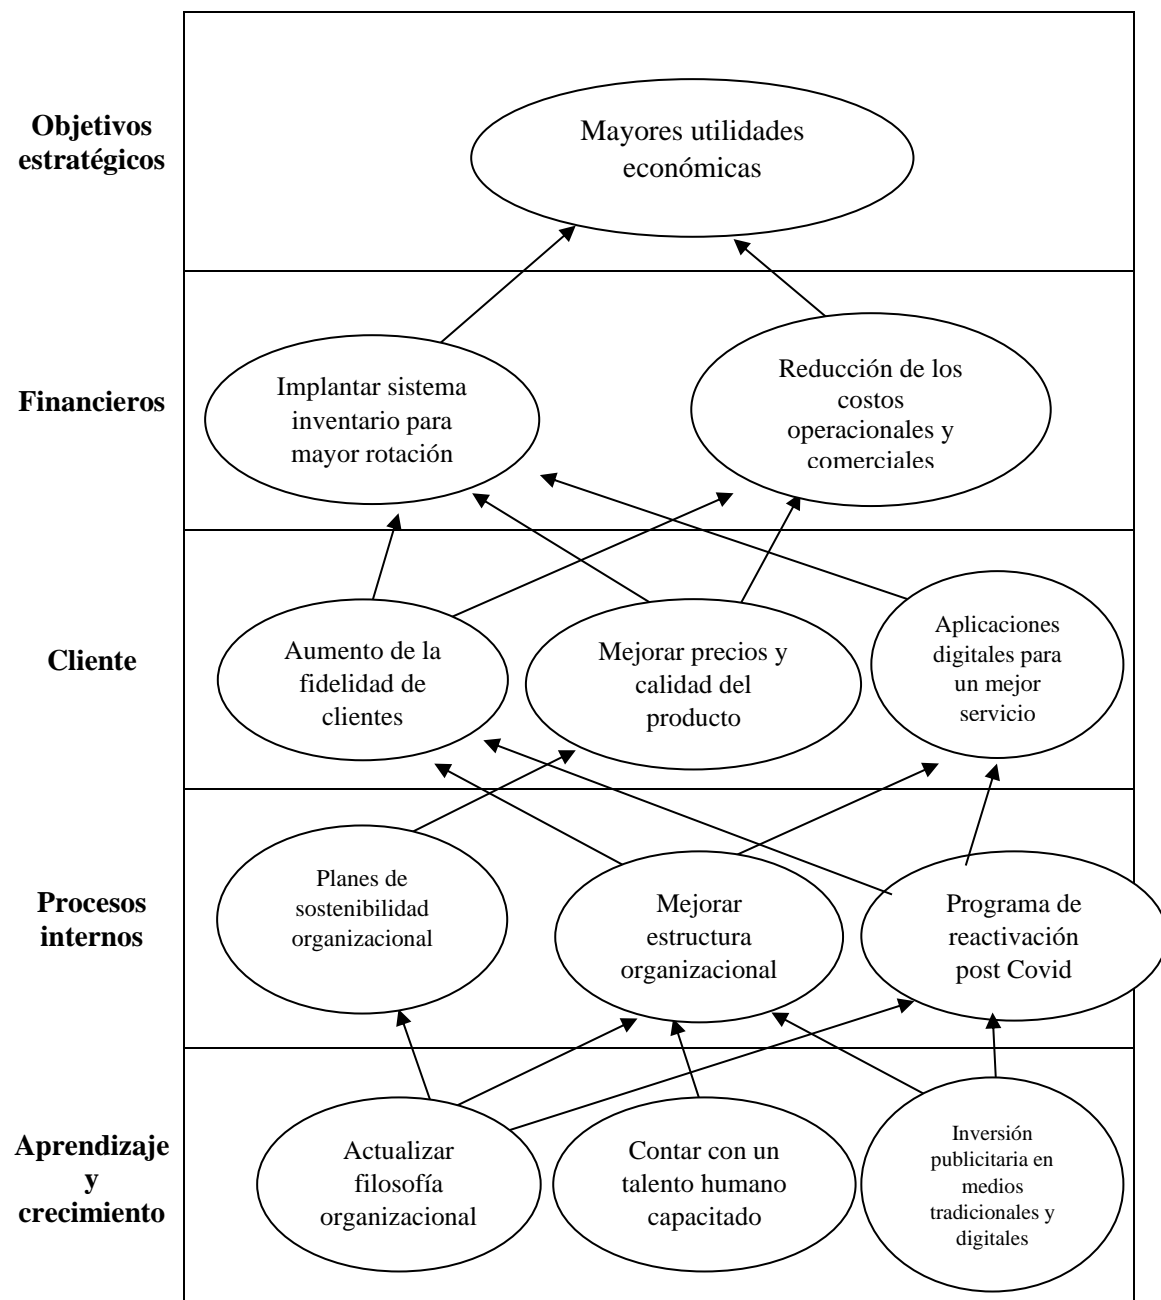 Objetivos
estratégicos
Mayores utilidades
económicas
Financieros
Implantar sistema
inventario para
mayor rotación
Reducción de los
costos
operacionales y
comerciales
Cliente
Aumento de la
fidelidad de
clientes
Mejorar precios y
calidad del
producto
Aplicaciones
digitales para
un mejor
servicio
Procesos
internos
Planes de
sostenibilidad
organizacional
Mejorar
estructura
organizacional
Programa de
reactivación
post Covid
Aprendizaje
y
crecimiento
Actualizar
filosofía
organizacional
Contar con un
talento humano
capacitado
Inversión
publicitaria en
medios
tradicionales y
digitales